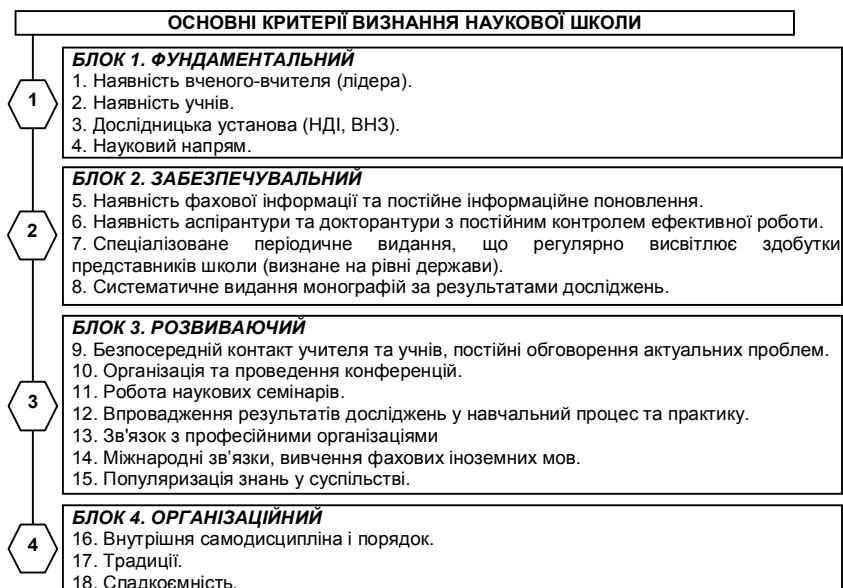 ОСНОВНІ КРИТЕРІЇ ВИЗНАННЯ НАУКОВОЇ ШКОЛИ
БЛОК 1. ФУНДАМЕНТАЛЬНИЙ
1. Наявність вченого-вчителя (лідера).
2. Наявність учнів.
3. Дослідницька установа (НДІ, ВНЗ).
4. Науковий напрям.
1
БЛОК 2. ЗАБЕЗПЕЧУВАЛЬНИЙ
5. Наявність фахової інформації та постійне інформаційне поновлення.
6. Наявність аспірантури та докторантури з постійним контролем ефективної роботи.
7. Спеціалізоване періодичне видання, що регулярно висвітлює здобутки
представників школи (визнане на рівні держави).
8. Систематичне видання монографій за результатами досліджень.
2
БЛОК 3. РОЗВИВАЮЧИЙ
9. Безпосередній контакт учителя та учнів, постійні обговорення актуальних проблем.
10. Організація та проведення конференцій.
11. Робота наукових семінарів.
12. Впровадження результатів досліджень у навчальний процес та практику.
13. Зв'язок з професійними організаціями
14. Міжнародні зв’язки, вивчення фахових іноземних мов.
15. Популяризація знань у суспільстві.
3
БЛОК 4. ОРГАНІЗАЦІЙНИЙ
16. Внутрішня самодисципліна і порядок.
17. Традиції.
18. Спадкоємність.
4